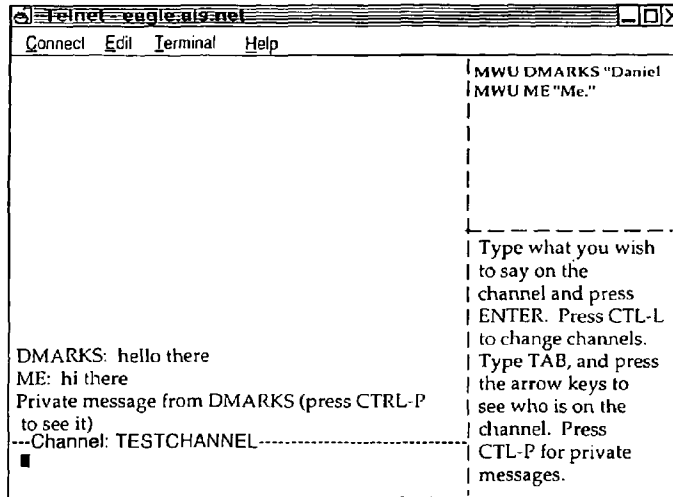 Telnet - eagle.als.net
Connect Edit Terminal Help
MWU DMARKS "Daniel
MWU ME "Me."
Type what you wish
to say on the
channel and press
ENTER. Press CTL-L
to change channels.
Type TAB, and press
the arrow keys to
see who is on the
channel. Press
CTL-P for private
messages.
DMARKS: hello there
ME: hi there
Private message from DMARKS (press CTRL-P
to see it)
---Channel: TESTCHANNEL-----------------------------